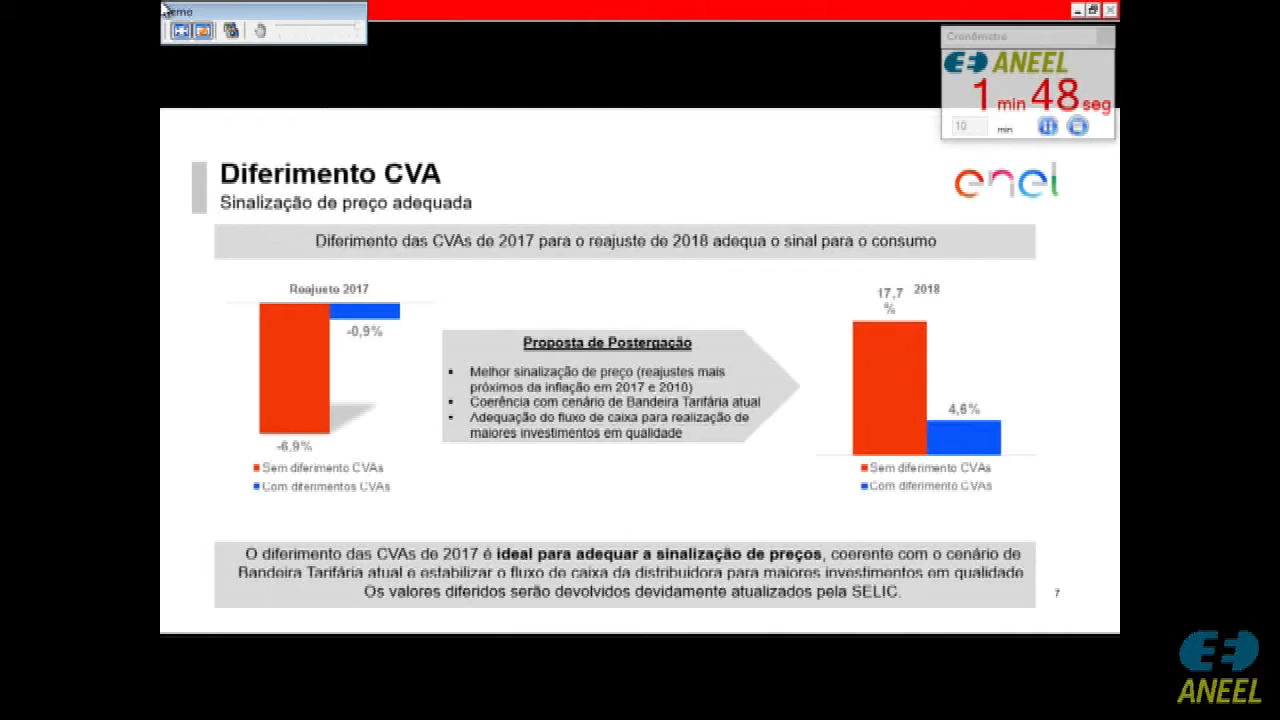 emo
Cronômetro
ANEEL
1 min 48 seg
10 min
Diferimento CVA
enel
Sinalização de preço adequada
Diferimento das CVAs de 2017 para o reajuste de 2018 adequa o sinal para o consumo
Reajuste 2017
-0,9%
-6,9%
Sem diferimento CVAs
Com diferimentos CVAs
Proposta de Postergação
• Melhor sinalização de preço (reajustes mais
próximos da inflação em 2017 e 2018)
• Coerência com cenário de Bandeira Tarifária atual
• Adequação do fluxo de caixa para realização de
maiores investimentos em qualidade
2018
17,7
%
4,6%
Sem diferimento CVAs
Com diferimento CVAs
O diferimento das CVAs de 2017 é ideal para adequar a sinalização de preços, coerente com o cenário de
Bandeira Tarifária atual e estabilizar o fluxo de caixa da distribuidora para maiores investimentos em qualidade
Os valores diferidos serão devolvidos devidamente atualizados pela SELIC.
7
ANEEL